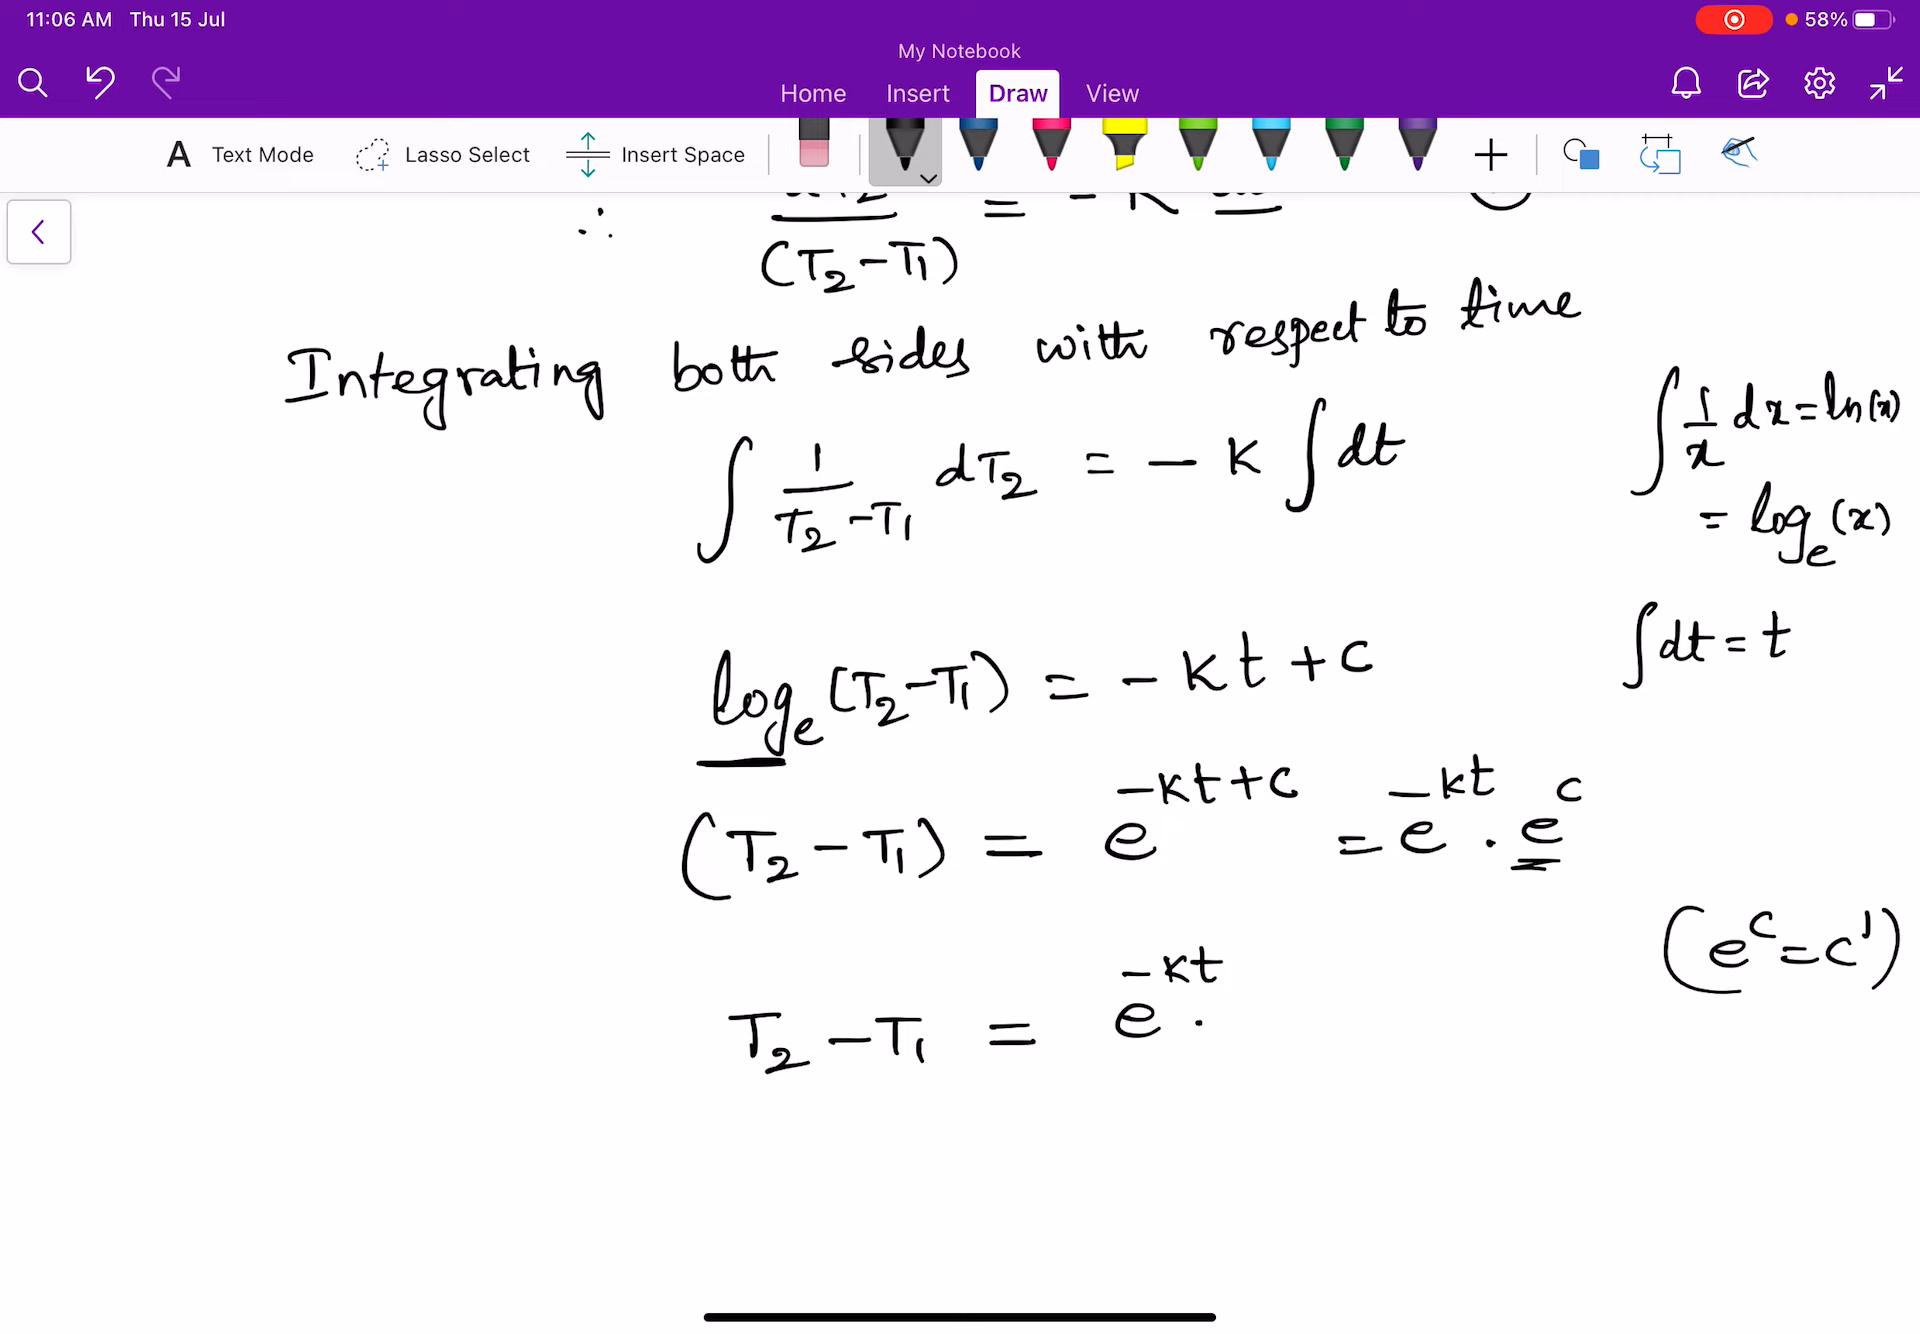 11:06 AM Thu 15 Jul
58%
My Notebook
Home Insert Draw View
A Text Mode Lasso Select Insert Space
∴ = - K
(T₂-T₁)
Integrating both sides with respect to time
∫ 1/(T₂-T₁) dT₂ = - K ∫ dt
∫ 1/x dx = ln(x)
= logₑ(x)
∫ dt = t
logₑ(T₂-T₁) = - Kt + C
(T₂ - T₁) = e^(-Kt+C) = e^(-Kt) . e^C
(e^C = C')
T₂ - T₁ = e^(-Kt) .